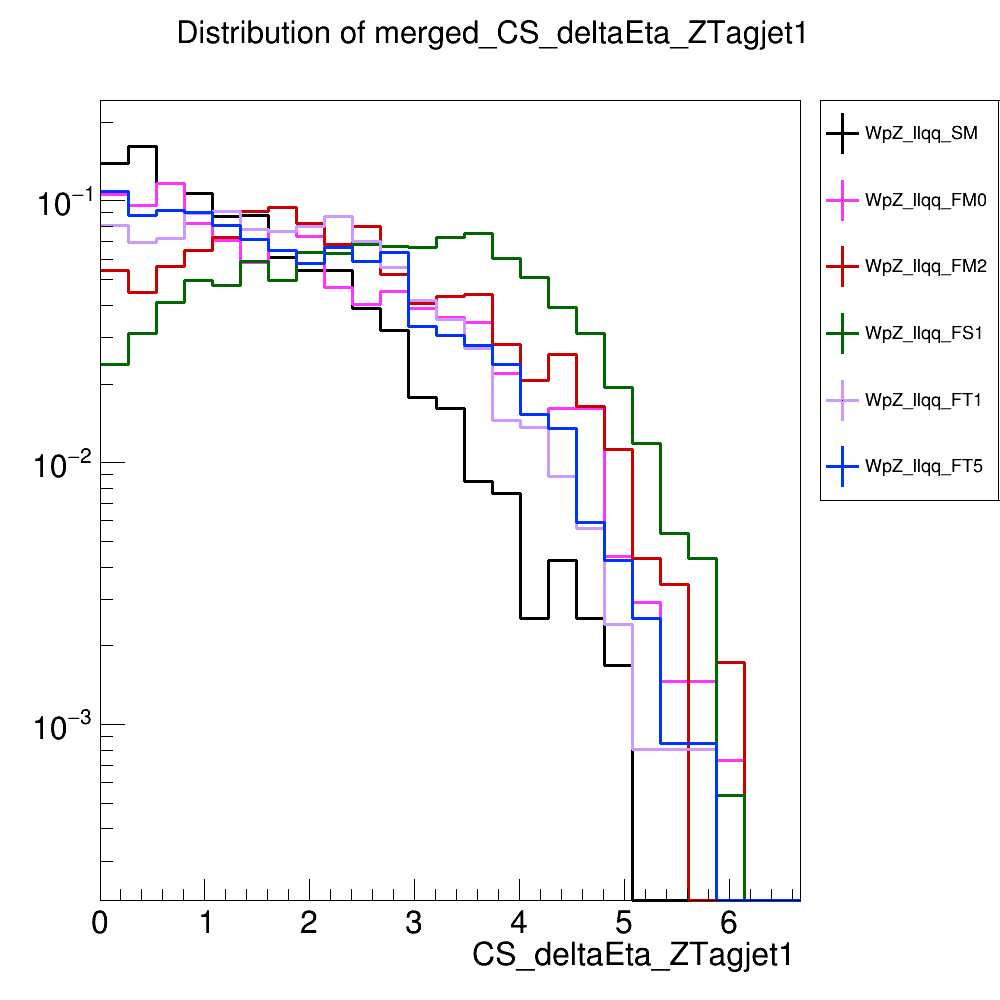 Distribution of merged_CS_deltaEta_ZTagjet1
10⁻¹
10⁻²
10⁻³
0 1 2 3 4 5 6
CS_deltaEta_ZTagjet1
WpZ_llqq_SM
WpZ_llqq_FM0
WpZ_llqq_FM2
WpZ_llqq_FS1
WpZ_llqq_FT1
WpZ_llqq_FT5